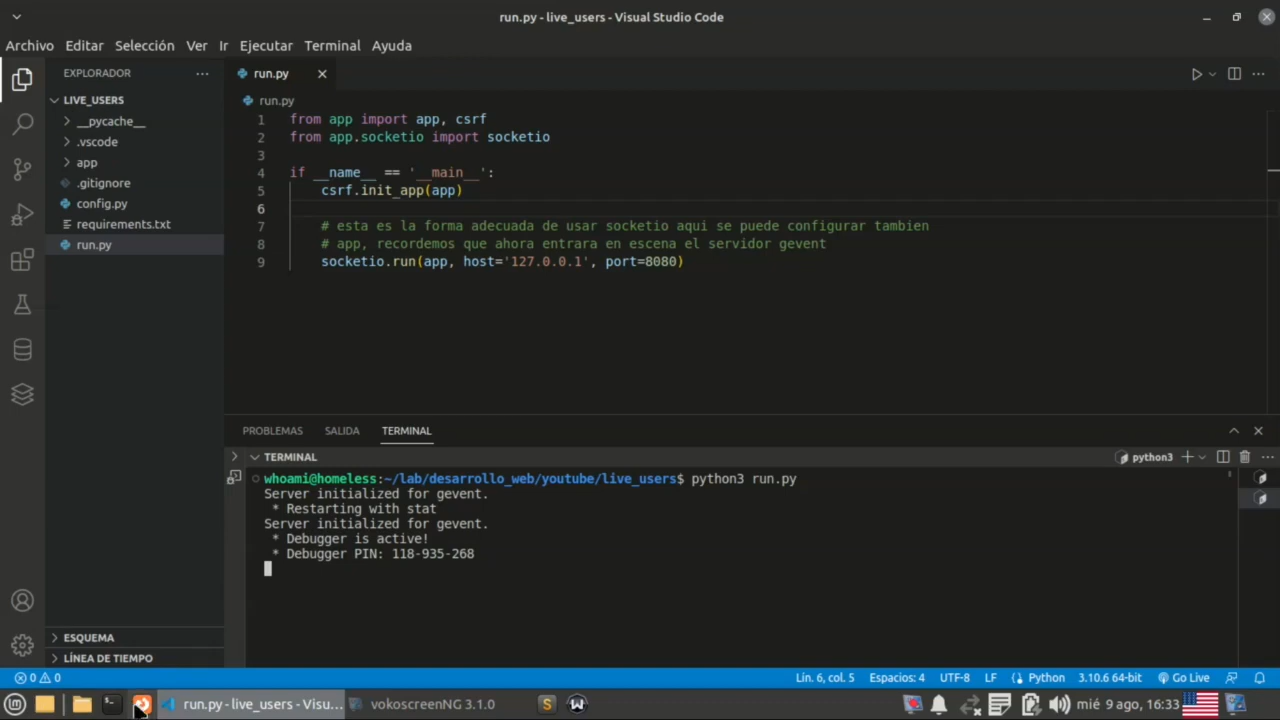 run.py - live_users - Visual Studio Code
Archivo Editar Selección Ver Ir Ejecutar Terminal Ayuda
EXPLORADOR
LIVE_USERS
__pycache__
.vscode
app
.gitignore
config.py
requirements.txt
run.py
ESQUEMA
LÍNEA DE TIEMPO
run.py
run.py
1 from app import app, csrf
2 from app.socketio import socketio
3
4 if __name__ == '__main__':
5 csrf.init_app(app)
6
7 # esta es la forma adecuada de usar socketio aqui se puede configurar tambien
8 # app, recordemos que ahora entrara en escena el servidor gevent
9 socketio.run(app, host='127.0.0.1', port=8080)
PROBLEMAS SALIDA TERMINAL
TERMINAL
python3
whoami@homeless:~/lab/desarrollo_web/youtube/live_users$ python3 run.py
Server initialized for gevent.
* Restarting with stat
Server initialized for gevent.
* Debugger is active!
* Debugger PIN: 118-935-268
0 0 Lín. 6, col. 5 Espacios: 4 UTF-8 LF Python 3.10.6 64-bit Go Live
run.py - live_users - Visu... vokoscreenNG 3.1.0 S W mié 9 ago, 16:33